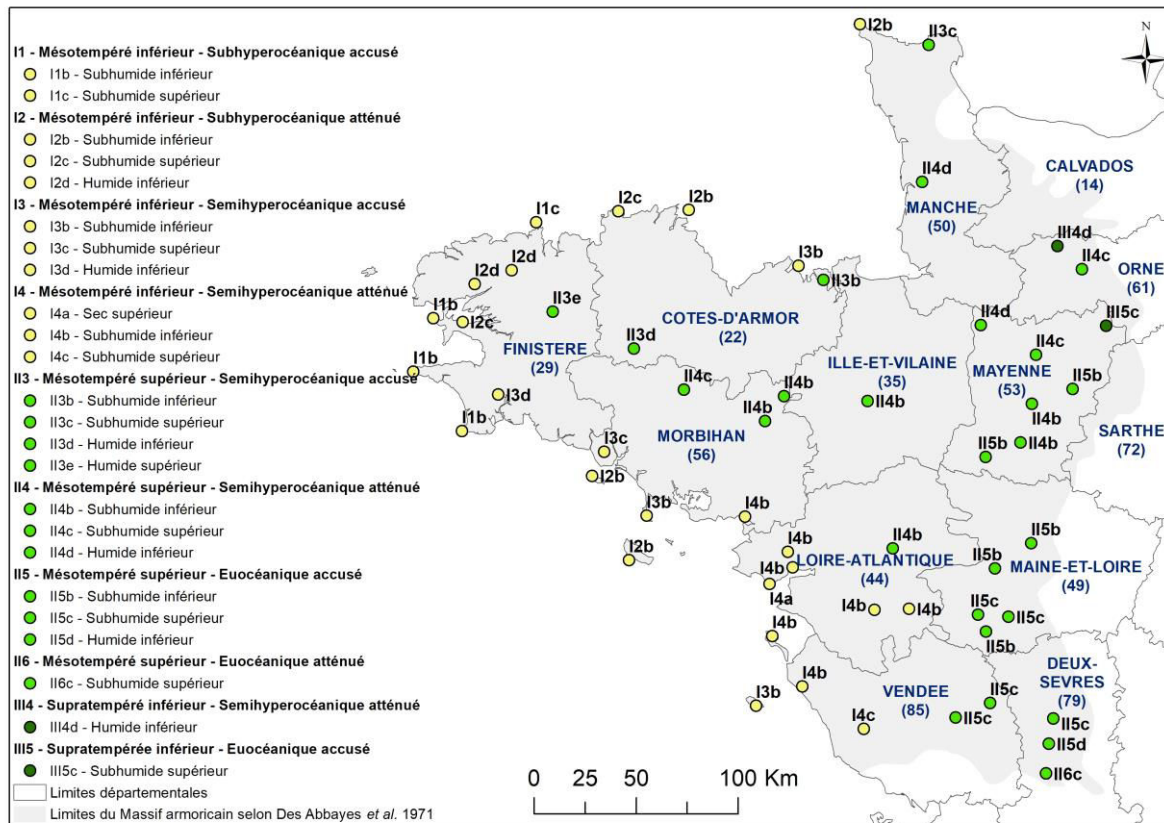 I1 - Mésotempéré inférieur - Subhyperocéanique accusé
I1b - Subhumide inférieur
I1c - Subhumide supérieur
I2 - Mésotempéré inférieur - Subhyperocéanique atténué
I2b - Subhumide inférieur
I2c - Subhumide supérieur
I2d - Humide inférieur
I3 - Mésotempéré inférieur - Semihyperocéanique accusé
I3b - Subhumide inférieur
I3c - Subhumide supérieur
I3d - Humide inférieur
I4 - Mésotempéré inférieur - Semihyperocéanique atténué
I4a - Sec supérieur
I4b - Subhumide inférieur
I4c - Subhumide supérieur
II3 - Mésotempéré supérieur - Semihyperocéanique accusé
II3b - Subhumide inférieur
II3c - Subhumide supérieur
II3d - Humide inférieur
II3e - Humide supérieur
II4 - Mésotempéré supérieur - Semihyperocéanique atténué
II4b - Subhumide inférieur
II4c - Subhumide supérieur
II4d - Humide inférieur
II5 - Mésotempéré supérieur - Euocéanique accusé
II5b - Subhumide inférieur
II5c - Subhumide supérieur
II5d - Humide inférieur
II6 - Mésotempéré supérieur - Euocéanique atténué
II6c - Subhumide supérieur
III4 - Supratempéré inférieur - Semihyperocéanique atténué
III4d - Humide inférieur
III5 - Supratempérée inférieur - Euocéanique accusé
III5c - Subhumide supérieur
Limites départementales
Limites du Massif armoricain selon Des Abbayes et al. 1971
I2b
II3c
N
II4d
MANCHE
(50)
CALVADOS
(14)
III4d
II4c
ORNE
(61)
III5c
I1c
I2c
I2b
I3b
II3b
I2d
I2d
I1b
I2c
II3e
I1b
FINISTERE
(29)
I3d
I1b
II3d
COTES-D'ARMOR
(22)
ILLE-ET-VILAINE
(35)
II4b
II4d
II4c
MAYENNE
(53)
II5b
II4b
II4b
II5b
SARTHE
(72)
II4c
II4b
II4b
MORBIHAN
(56)
I3c
I2b
I3b
I2b
I4b
I4b
I4b
I4a
II4b
LOIRE-ATLANTIQUE
(44)
I4b
I4b
I4b
II5b
II5b
MAINE-ET-LOIRE
(49)
II5c
II5c
II5b
I4b
I3b
I4c
VENDEE
(85)
II5c
II5c
DEUX-
SEVRES
(79)
II5c
II5d
II6c
0 25 50 100 Km